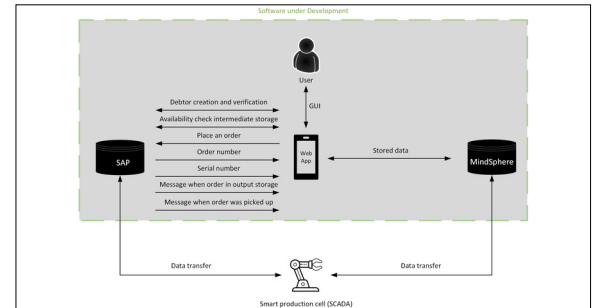 Software under Development
User
GUI
Debtor creation and verification
Availability check intermediate storage
Place an order
Order number
Serial number
Message when order in output storage
Message when order was picked up
SAP
Web
App
Stored data
MindSphere
Data transfer
Data transfer
Smart production cell (SCADA)